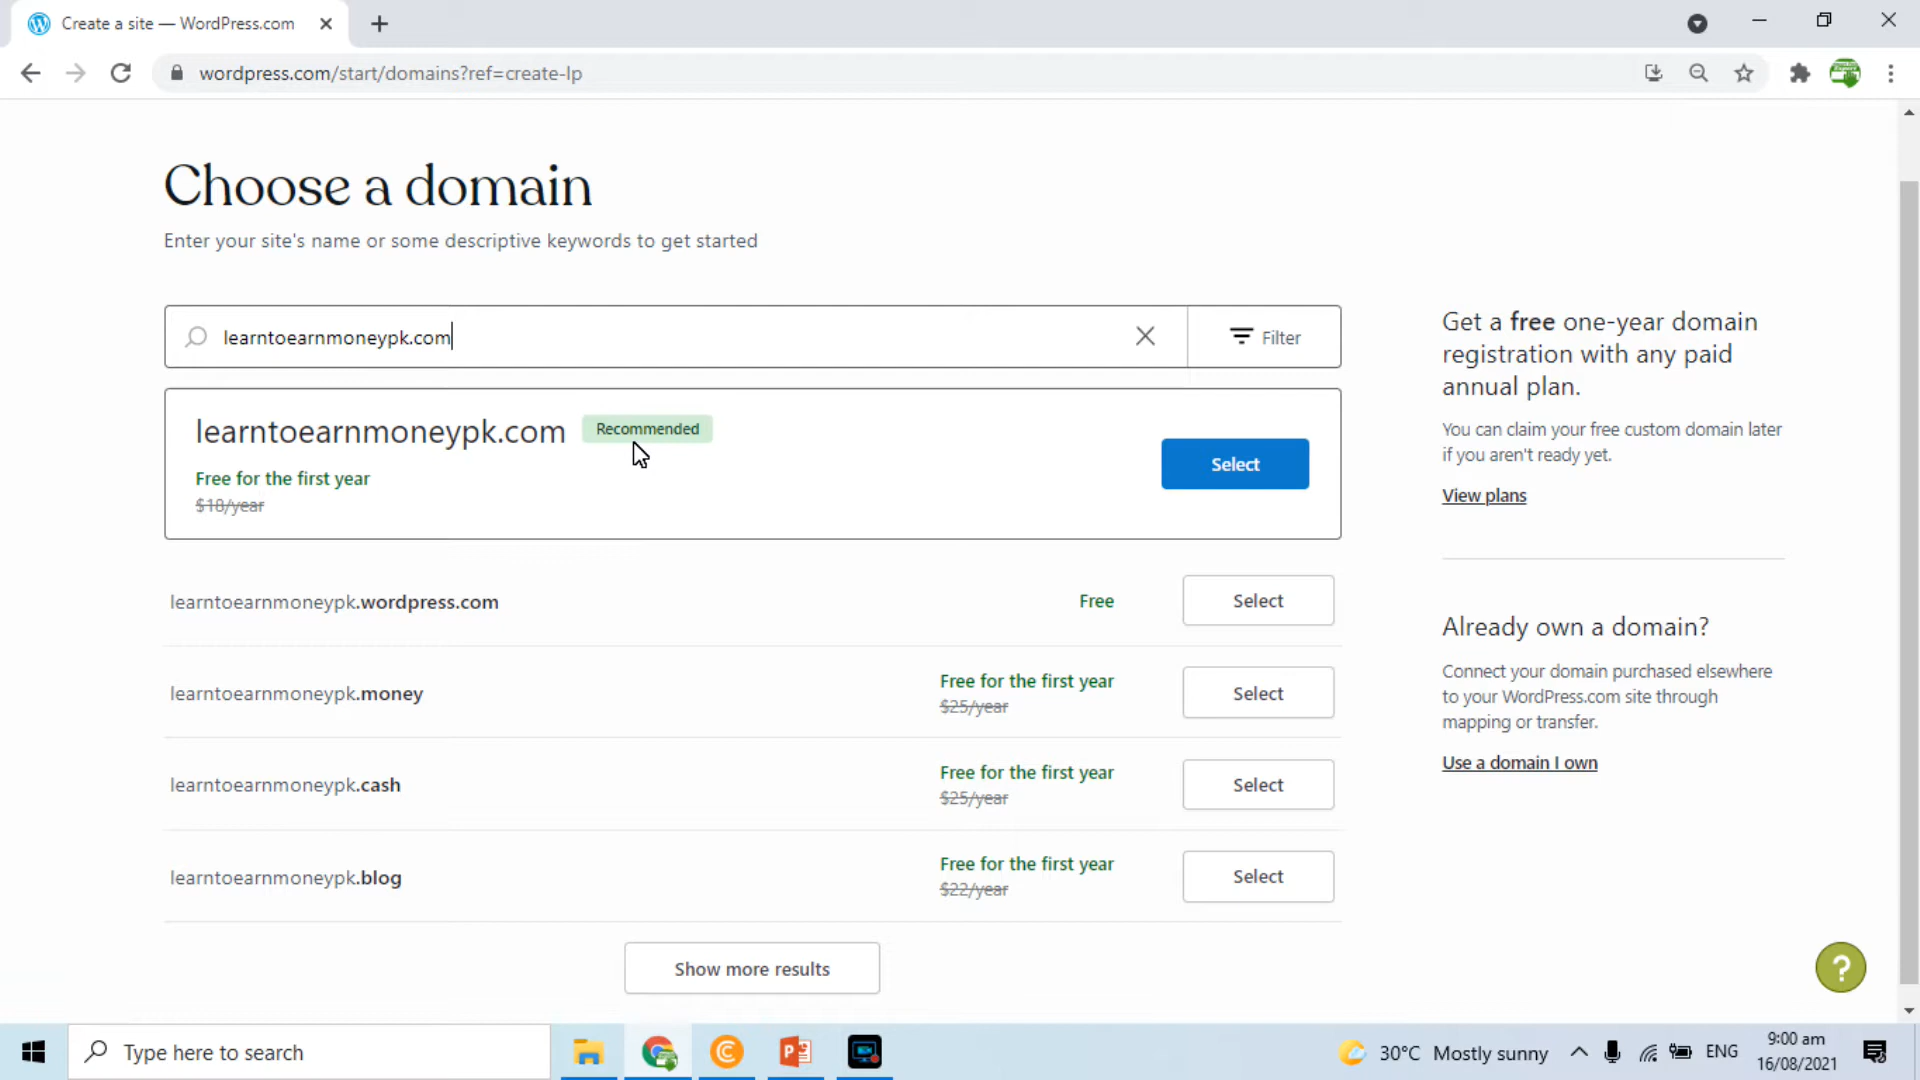 Create a site — WordPress.com
wordpress.com/start/domains?ref=create-lp
Choose a domain
Enter your site's name or some descriptive keywords to get started
learntoearnmoneypk.com
Filter
learntoearnmoneypk.com Recommended
Free for the first year
$18/year
Select
learntoearnmoneypk.wordpress.com Free Select
learntoearnmoneypk.money
Free for the first year
$25/year
Select
learntoearnmoneypk.cash
Free for the first year
$25/year
Select
learntoearnmoneypk.blog
Free for the first year
$22/year
Select
Show more results
Get a free one-year domain
registration with any paid
annual plan.
You can claim your free custom domain later
if you aren't ready yet.
View plans
Already own a domain?
Connect your domain purchased elsewhere
to your WordPress.com site through
mapping or transfer.
Use a domain I own
?
Type here to search
30°C Mostly sunny
ENG
9:00 am
16/08/2021